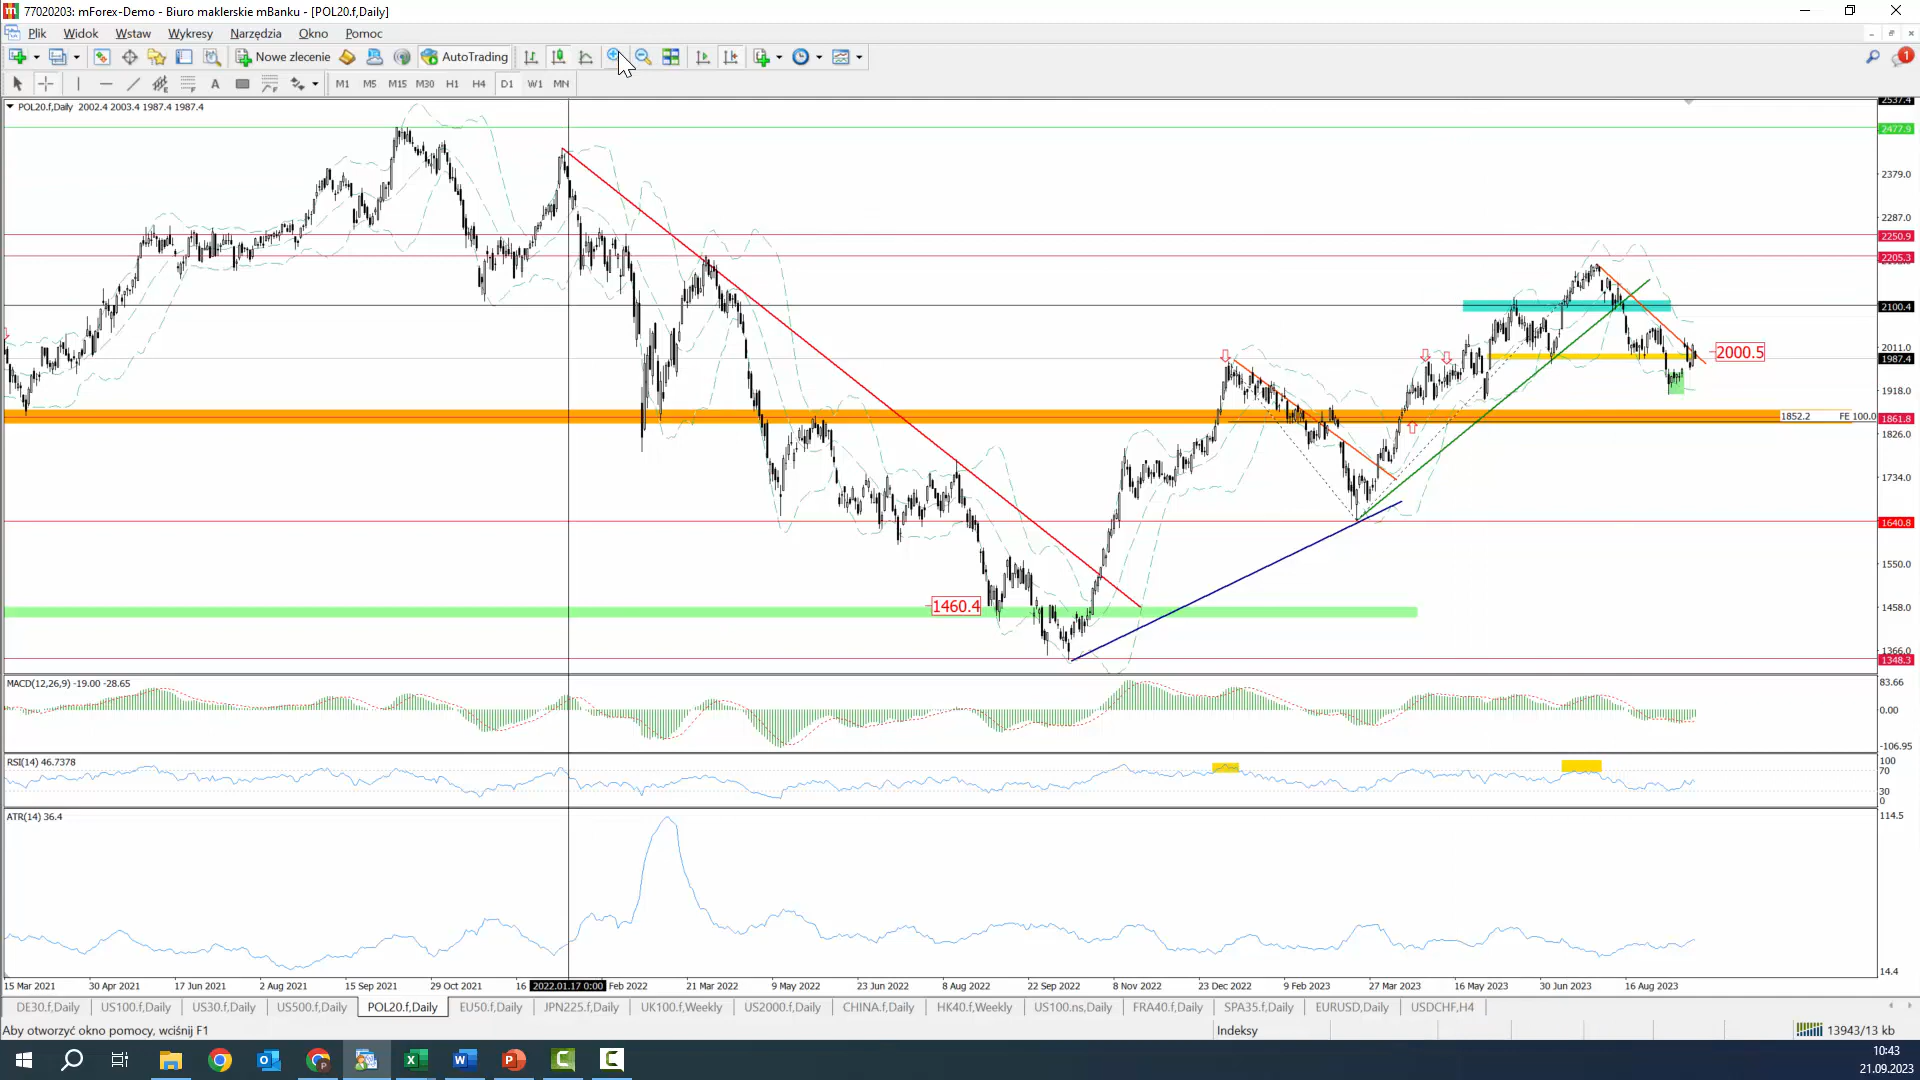 77020203: mForex-Demo - Biuro maklerskie mBanku - [POL20.f,Daily]
Plik Widok Wstaw Wykresy Narzędzia Okno Pomoc
Nowe zlecenie AutoTrading
A M1 M5 M15 M30 H1 H4 D1 W1 MN
POL20.f,Daily 2002.4 2003.4 1987.4 1987.4
2537.4
2477.9
2379.0
2287.0
2250.9
2205.3
2100.4
2011.0
2000.5
1987.4
1918.0
1852.2 FE 100.0
1861.8
1826.0
1734.0
1640.8
1550.0
1460.4
1458.0
1366.0
1348.3
MACD(12,26,9) -19.00 -28.65
83.66
0.00
-106.95
RSI(14) 46.7378
100
70
30
0
ATR(14) 36.4
114.5
14.4
15 Mar 2021 30 Apr 2021 17 Jun 2021 2 Aug 2021 15 Sep 2021 29 Oct 2021 16 2022.01.17 0:00 Feb 2022 21 Mar 2022 9 May 2022 23 Jun 2022 8 Aug 2022 22 Sep 2022 8 Nov 2022 23 Dec 2022 9 Feb 2023 27 Mar 2023 16 May 2023 30 Jun 2023 16 Aug 2023
DE30.f,Daily US100.f,Daily US30.f,Daily US500.f,Daily POL20.f,Daily EU50.f,Daily JPN225.f,Daily UK100.f,Weekly US2000.f,Daily CHINA.f,Daily HK40.f,Weekly US100.ns,Daily FRA40.f,Daily SPA35.f,Daily EURUSD,Daily USDCHF,H4
Aby otworzyć okno pomocy, wciśnij F1 Indeksy 13943/13 kb
10:43
21.09.2023